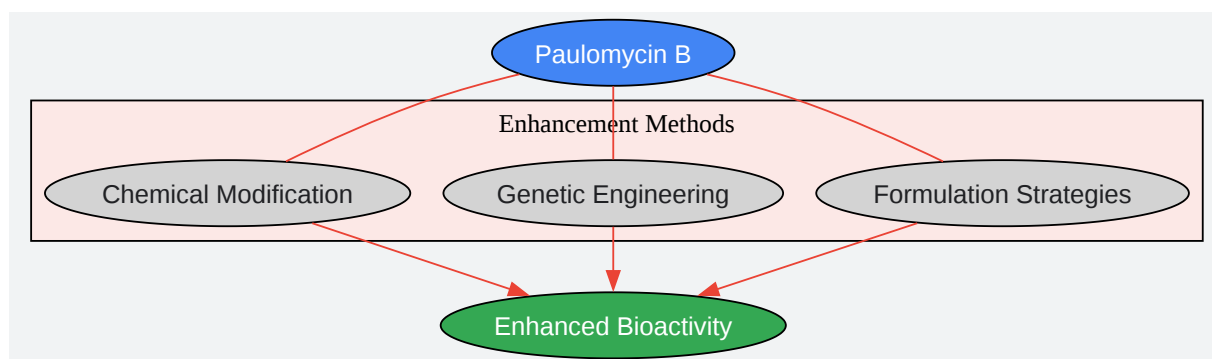 Paulomycin B
Enhancement Methods
Chemical Modification
Genetic Engineering
Formulation Strategies
Enhanced Bioactivity